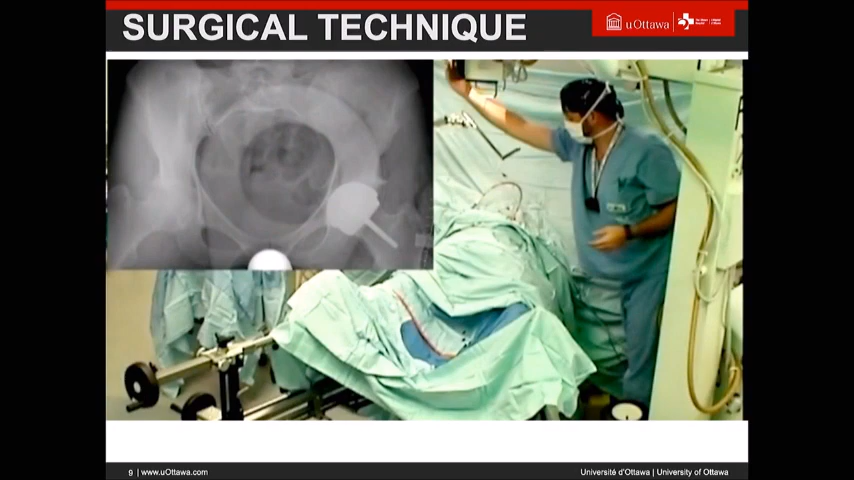 SURGICAL TECHNIQUE
uOttawa
9 | www.uOttawa.com
Université d'Ottawa | University of Ottawa